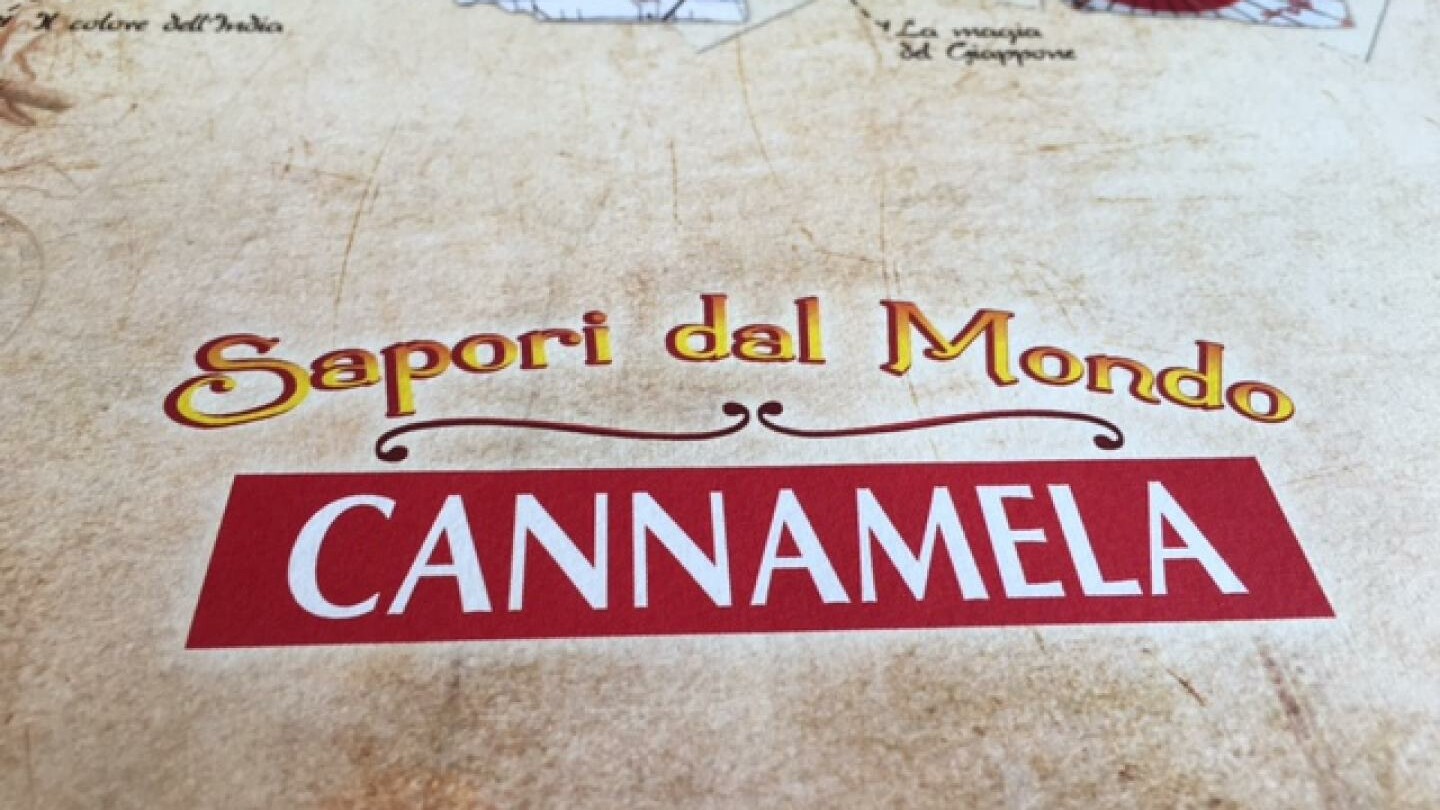 Il colore dell'India
La magia
del Giappone
Sapori dal Mondo
CANNAMELA